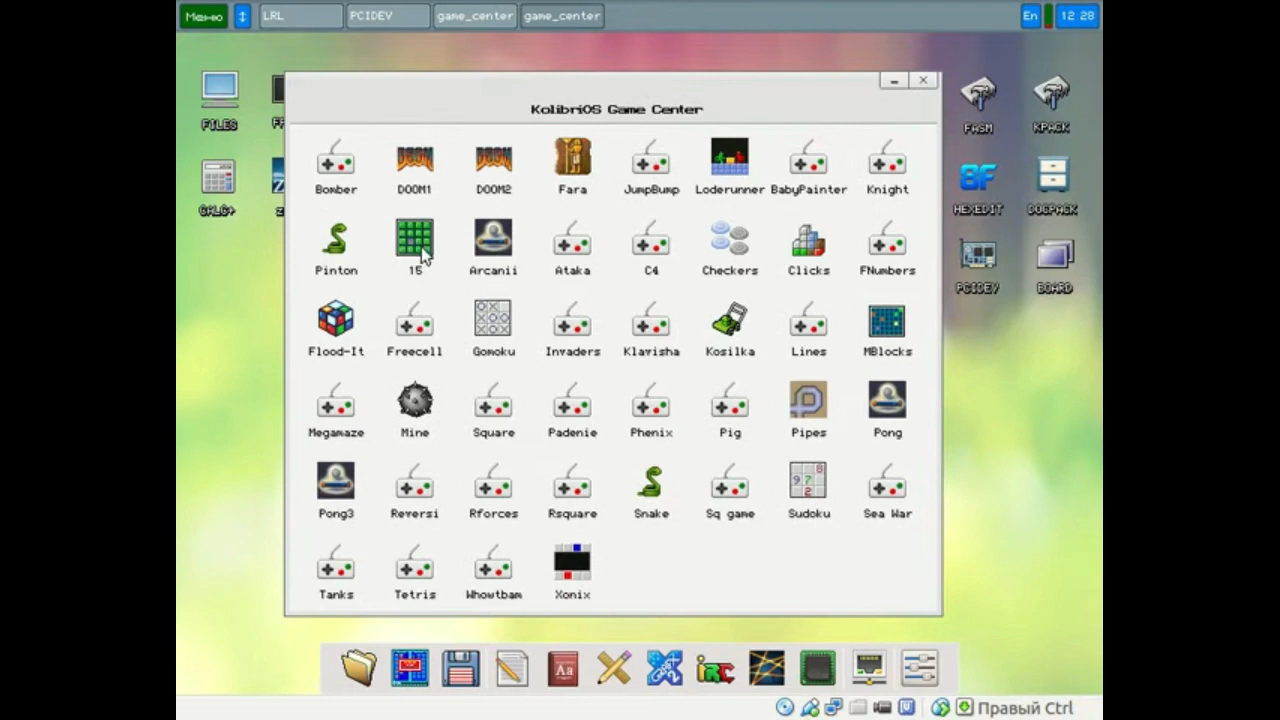 Меню LRL PCIDEV game_center game_center En 12 28
KolibriOS Game Center
FILES
FASM KPACK
Bomber DOOM1 DOOM2 Fara JumpBump Loderunner BabyPainter Knight
HEXEDIT DOCPACK
Pinton 15 Arcanii Ataka C4 Checkers Clicks FNumbers
PCIDEV BOARD
Flood-It Freecell Gomoku Invaders Klavisha Kosilka Lines MBlocks
Megamaze Mine Square Padenie Phenix Pig Pipes Pong
Pong3 Reversi Rforces Rsquare Snake Sq game Sudoku Sea War
Tanks Tetris Whowtbam Xonix
Правый Ctrl